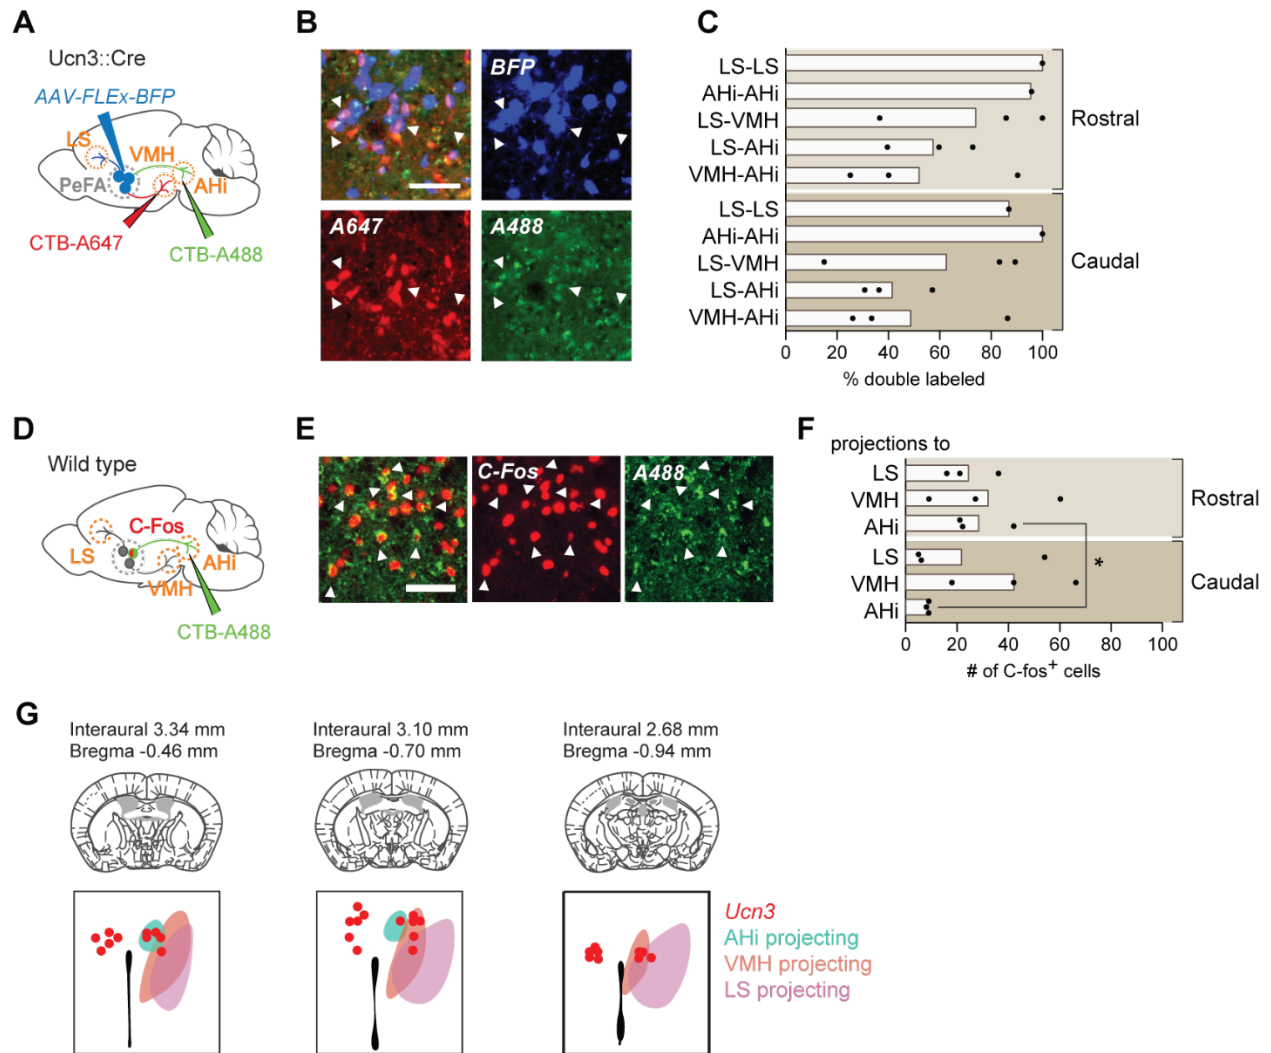 A
Ucn3::Cre
AAV-FLEx-BFP
LS
VMH
PeFA
AHi
CTB-A647
CTB-A488
B
BFP
A647
A488
C
LS-LS
AHi-AHi
LS-VMH
LS-AHi
VMH-AHi
Rostral
LS-LS
AHi-AHi
LS-VMH
LS-AHi
VMH-AHi
Caudal
0 20 40 60 80 100
% double labeled
D
Wild type
C-Fos
LS
AHi
VMH
CTB-A488
E
C-Fos
A488
F
projections to
LS
VMH
AHi
Rostral
LS
VMH
AHi
*
Caudal
0 20 40 60 80 100
# of C-fos+ cells
G
Interaural 3.34 mm
Bregma -0.46 mm
Interaural 3.10 mm
Bregma -0.70 mm
Interaural 2.68 mm
Bregma -0.94 mm
Ucn3
AHi projecting
VMH projecting
LS projecting